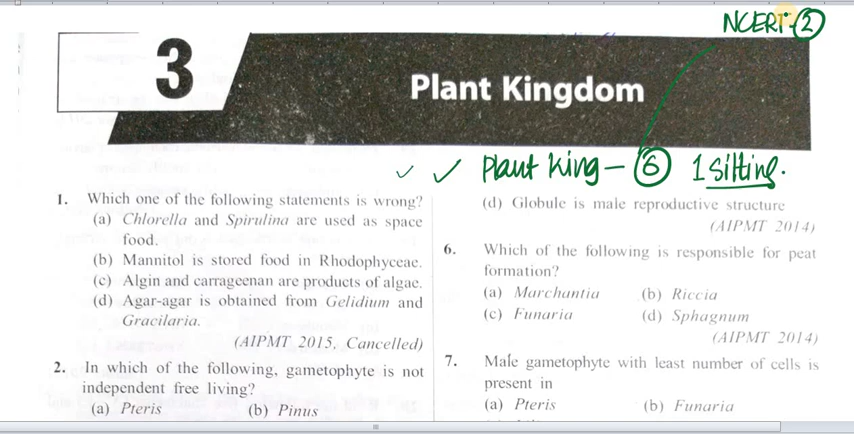 NCERT-2
3
Plant Kingdom
Plant King - 6 1 Sitting.
1. Which one of the following statements is wrong?
(a) Chlorella and Spirulina are used as space
food.
(b) Mannitol is stored food in Rhodophyceae.
(c) Algin and carrageenan are products of algae.
(d) Agar-agar is obtained from Gelidium and
Gracilaria.
(AIPMT 2015, Cancelled)
2. In which of the following, gametophyte is not
independent free living?
(a) Pteris (b) Pinus
(d) Globule is male reproductive structure
(AIPMT 2014)
6. Which of the following is responsible for peat
formation?
(a) Marchantia (b) Riccia
(c) Funaria (d) Sphagnum
(AIPMT 2014)
7. Male gametophyte with least number of cells is
present in
(a) Pteris (b) Funaria